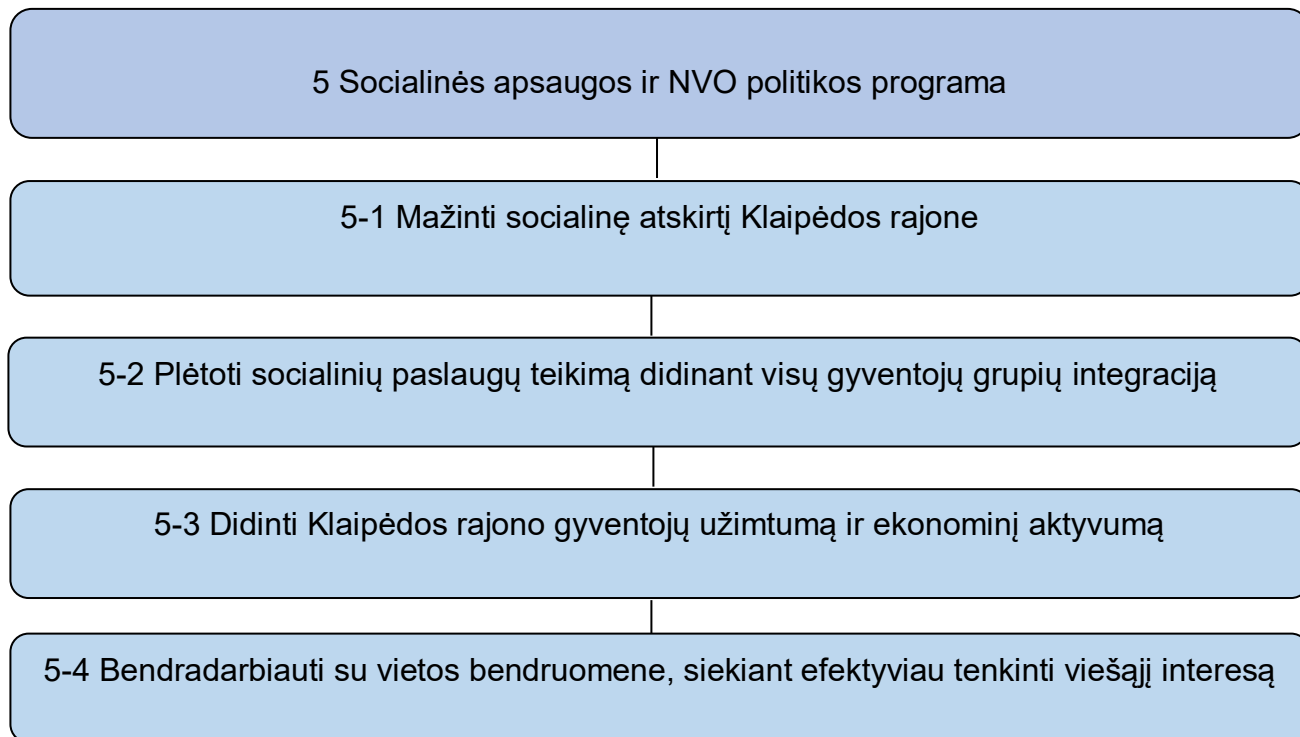 5 Socialinės apsaugos ir NVO politikos programa
5-1 Mažinti socialinę atskirtį Klaipėdos rajone
5-2 Plėtoti socialinių paslaugų teikimą didinant visų gyventojų grupių integraciją
5-3 Didinti Klaipėdos rajono gyventojų užimtumą ir ekonominį aktyvumą
5-4 Bendradarbiauti su vietos bendruomene, siekiant efektyviau tenkinti viešąjį interesą